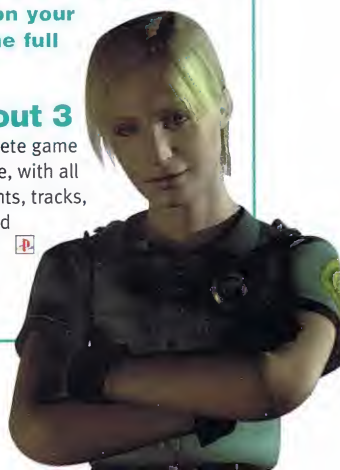 on your
e full
out 3
ete game
e, with all
nts, tracks,
d